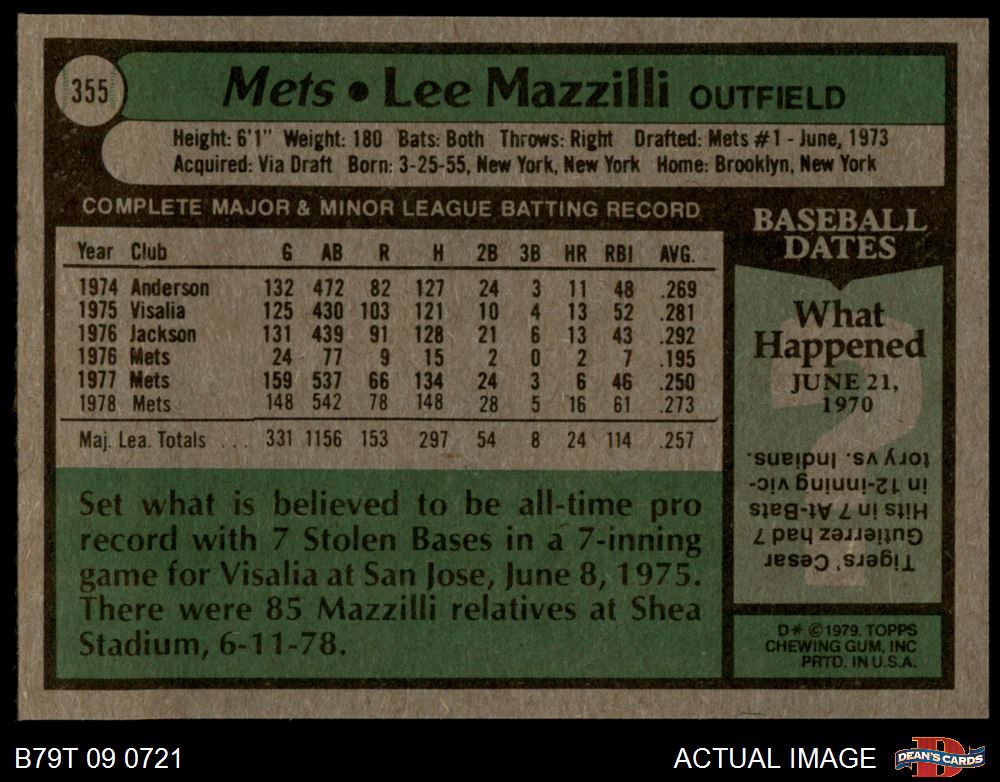 355
Mets • Lee Mazzilli OUTFIELD
Height: 6'1" Weight: 180 Bats: Both Throws: Right Drafted: Mets #1 - June, 1973
Acquired: Via Draft Born: 3-25-55, New York, New York Home: Brooklyn, New York
COMPLETE MAJOR & MINOR LEAGUE BATTING RECORD
Year Club G AB R H 2B 3B HR RBI AVG.
1974 Anderson 132 472 82 127 24 3 11 48 .269
1975 Visalia 125 430 103 121 10 4 13 52 .281
1976 Jackson 131 439 91 128 21 6 13 43 .292
1976 Mets 24 77 9 15 2 0 2 7 .195
1977 Mets 159 537 66 134 24 3 6 46 .250
1978 Mets 148 542 78 148 28 5 16 61 .273
Maj. Lea. Totals ... 331 1156 153 297 54 8 24 114 .257
Set what is believed to be all-time pro
record with 7 Stolen Bases in a 7-inning
game for Visalia at San Jose, June 8, 1975.
There were 85 Mazzilli relatives at Shea
Stadium, 6-11-78.
BASEBALL
DATES
What
Happened
JUNE 21,
1970
Tigers' Cesar
Gutierrez had 7
Hits in 7 At-Bats
in 12-inning vic-
tory vs. Indians.
D* ©1979. TOPPS
CHEWING GUM, INC
PRTD. IN U.S.A.
B79T 09 0721
ACTUAL IMAGE
DEAN'S CARDS